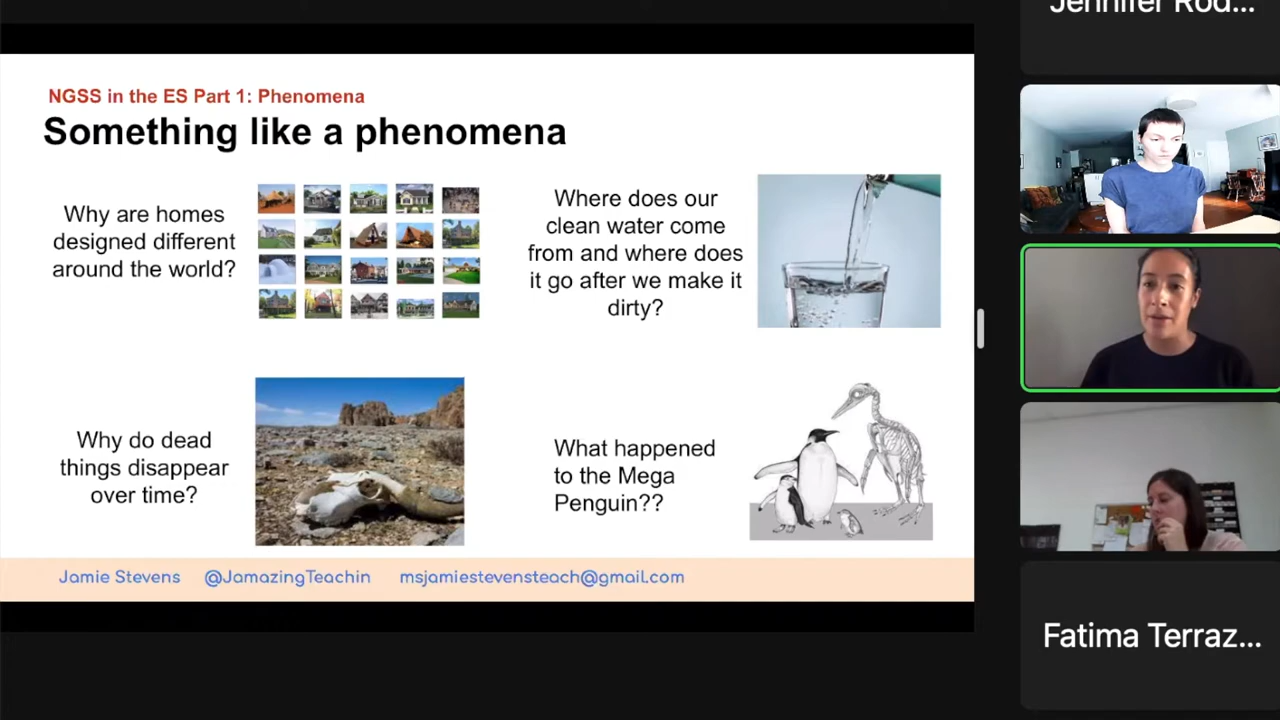 Jennifer Rod...
NGSS in the ES Part 1: Phenomena
Something like a phenomena
Why are homes
designed different
around the world?
Where does our
clean water come
from and where does
it go after we make it
dirty?
Why do dead
things disappear
over time?
What happened
to the Mega
Penguin??
Jamie Stevens @JamazingTeachin msjamiestevensteach@gmail.com
Fatima Terraz...